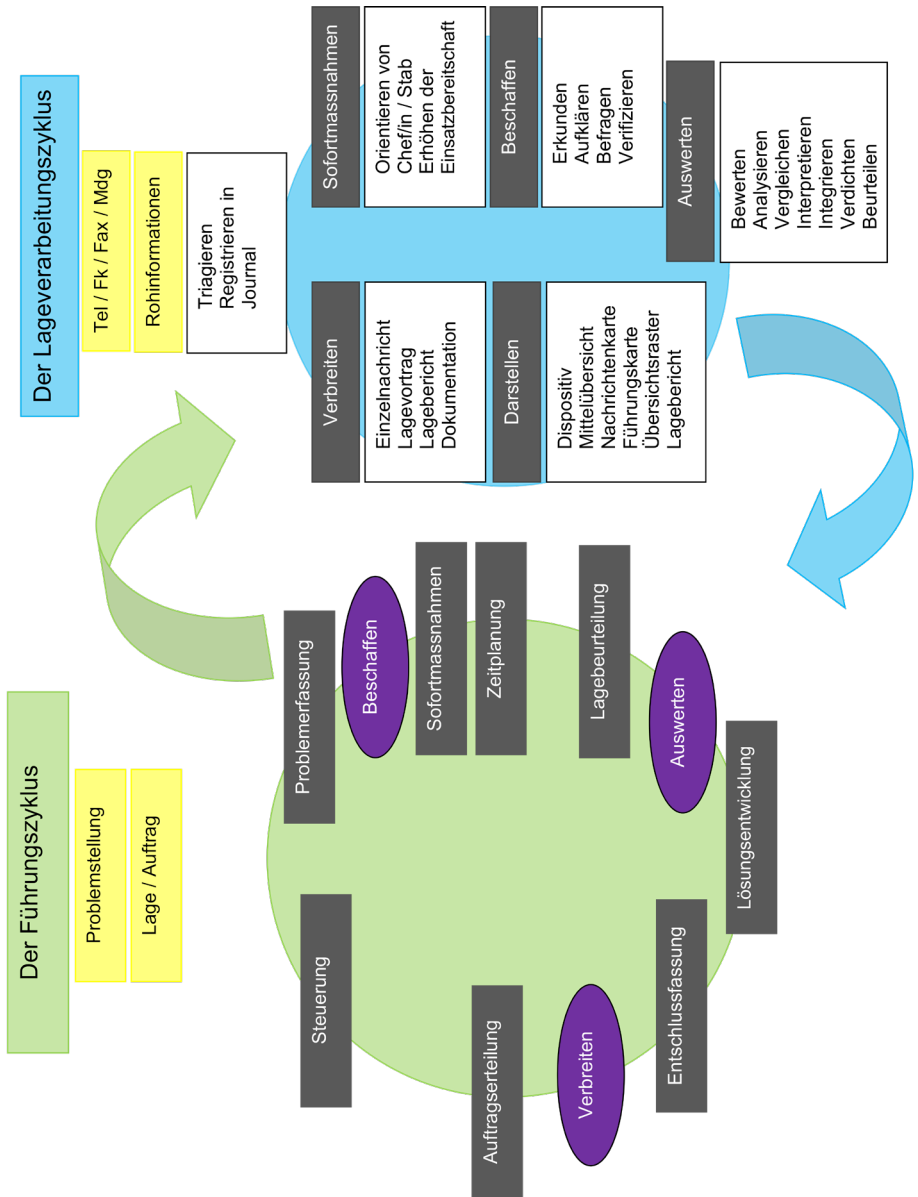 Der Führungszyklus
Problemstellung
Lage / Auftrag
Problemerfassung
Beschaffen
Sofortmassnahmen
Zeitplanung
Lagebeurteilung
Auswerten
Lösungsentwicklung
Entschlussfassung
Verbreiten
Auftragserteilung
Steuerung
Der Lageverarbeitungszyklus
Tel / Fk / Fax / Mdg
Rohinformationen
Triagieren
Registrieren in
Journal
Sofortmassnahmen
Orientieren von
Chef/in / Stab
Erhöhen der
Einsatzbereitschaft
Beschaffen
Erkunden
Aufklären
Befragen
Verifizieren
Auswerten
Bewerten
Analysieren
Vergleichen
Interpretieren
Integrieren
Verdichten
Beurteilen
Darstellen
Dispositiv
Mittelübersicht
Nachrichtenkarte
Führungskarte
Übersichtsraster
Lagebericht
Verbreiten
Einzelnachricht
Lagevortrag
Lagebericht
Dokumentation